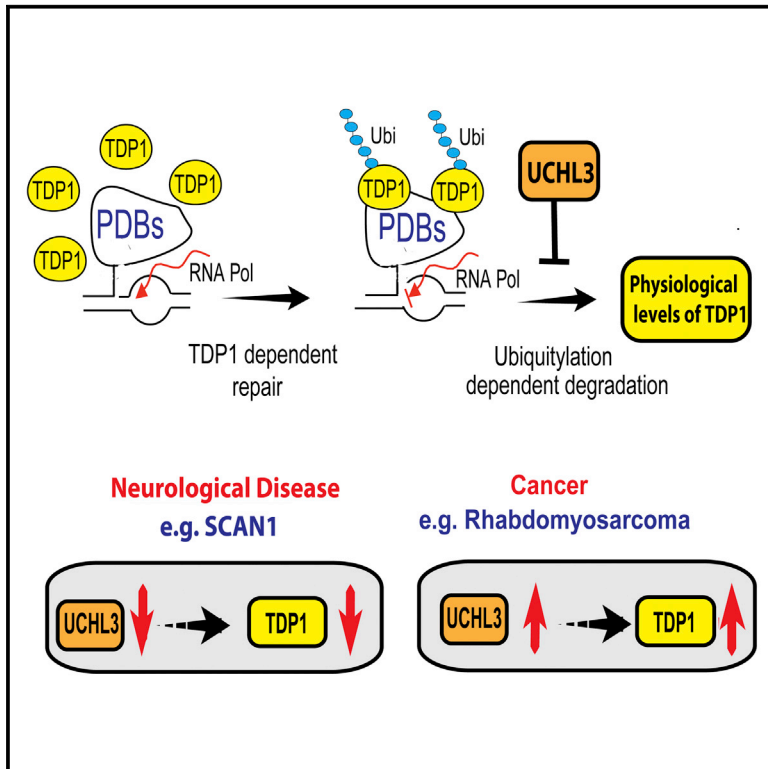 TDP1
TDP1
TDP1
TDP1
PDBs
RNA Pol
TDP1 dependent
repair
Ubi
Ubi
TDP1
TDP1
PDBs
RNA Pol
UCHL3
Ubiquitylation
dependent degradation
Physiological
levels of TDP1
Neurological Disease
e.g. SCAN1
UCHL3
TDP1
Cancer
e.g. Rhabdomyosarcoma
UCHL3
TDP1